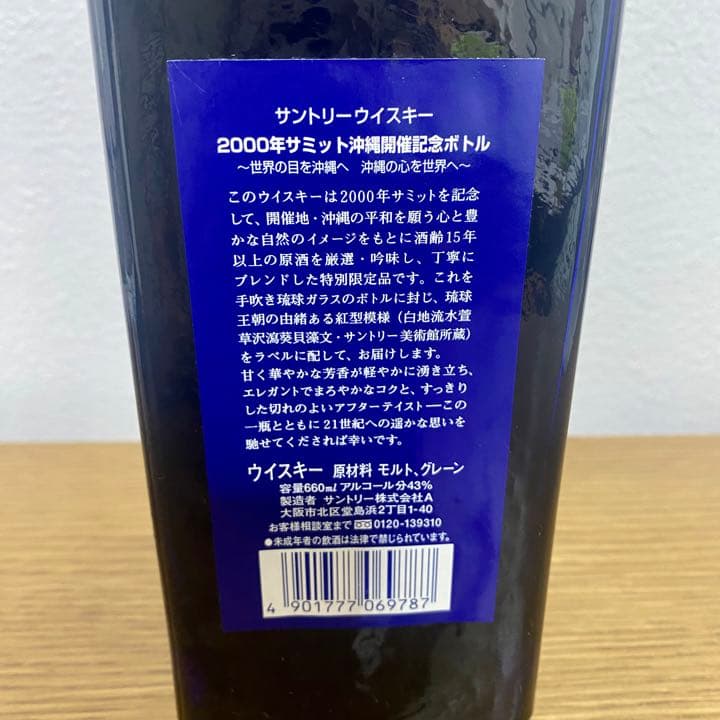 サントリーウイスキー
2000年サミット沖縄開催記念ボトル
〜世界の目を沖縄へ 沖縄の心を世界へ〜
このウイスキーは2000年サミットを記念
して、開催地・沖縄の平和を願う心と豊
かな自然のイメージをもとに酒齢15年
以上の原酒を厳選・吟味し、丁寧に
ブレンドした特別限定品です。これを
手吹き琉球ガラスのボトルに封じ、琉球
王朝の由緒ある紅型模様（白地流水菅
草沢瀉葵貝藻文・サントリー美術館所蔵）
をラベルに配して、お届けします。
甘く華やかな芳香が軽やかに湧き立ち、
エレガントでまろやかなコクと、すっきり
した切れのよいアフターテイスト――この
一瓶とともに21世紀への遥かな思いを
馳せてくだされば幸いです。
ウイスキー 原材料 モルト、グレーン
容量660ml アルコール分43%
製造者 サントリー株式会社A
大阪市北区堂島浜2丁目1-40
お客様相談室まで 0120-139310
●未成年者の飲酒は法律で禁じられています。
4 901777 069787